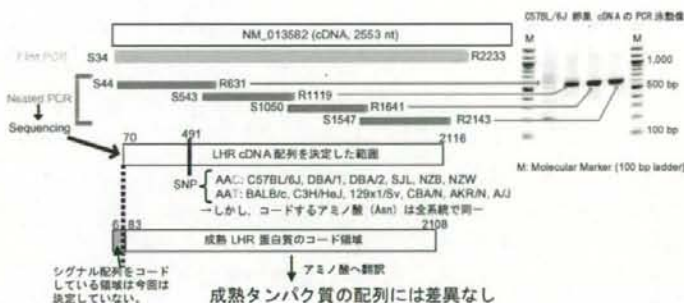 C57BL/6J 卵巣 cDNA の PCR 泳動像
NM_013582 (cDNA, 2553 nt)
M
M
First PCR
S34
R2233
1,000
500 bp
100 bp
S44
R631
Nested PCR
S543
R1119
S1050
R1641
Sequencing
S1547
R2143
70
491
2116
LHR cDNA 配列を決定した範囲
M: Molecular Marker (100 bp ladder)
SNP
AAC: C57BL/6J, DBA/1, DBA/2, SJL, NZB, NZW
AAT: BALB/c, C3H/HeJ, 129x1/Sv, CBA/N, AKR/N, A/J
→しかし、コードするアミノ酸（Asn）は全系統で同一
83
2108
成熟 LHR 蛋白質のコード領域
シグナル配列をコード
している領域は今回は
決定していない。
アミノ酸へ翻訳
成熟タンパク質の配列には差異なし